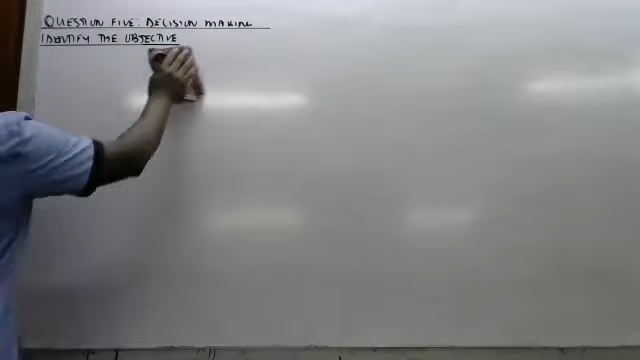 QUESTION FIVE: DECISION MAKING
IDENTIFY THE OBJECTIVE